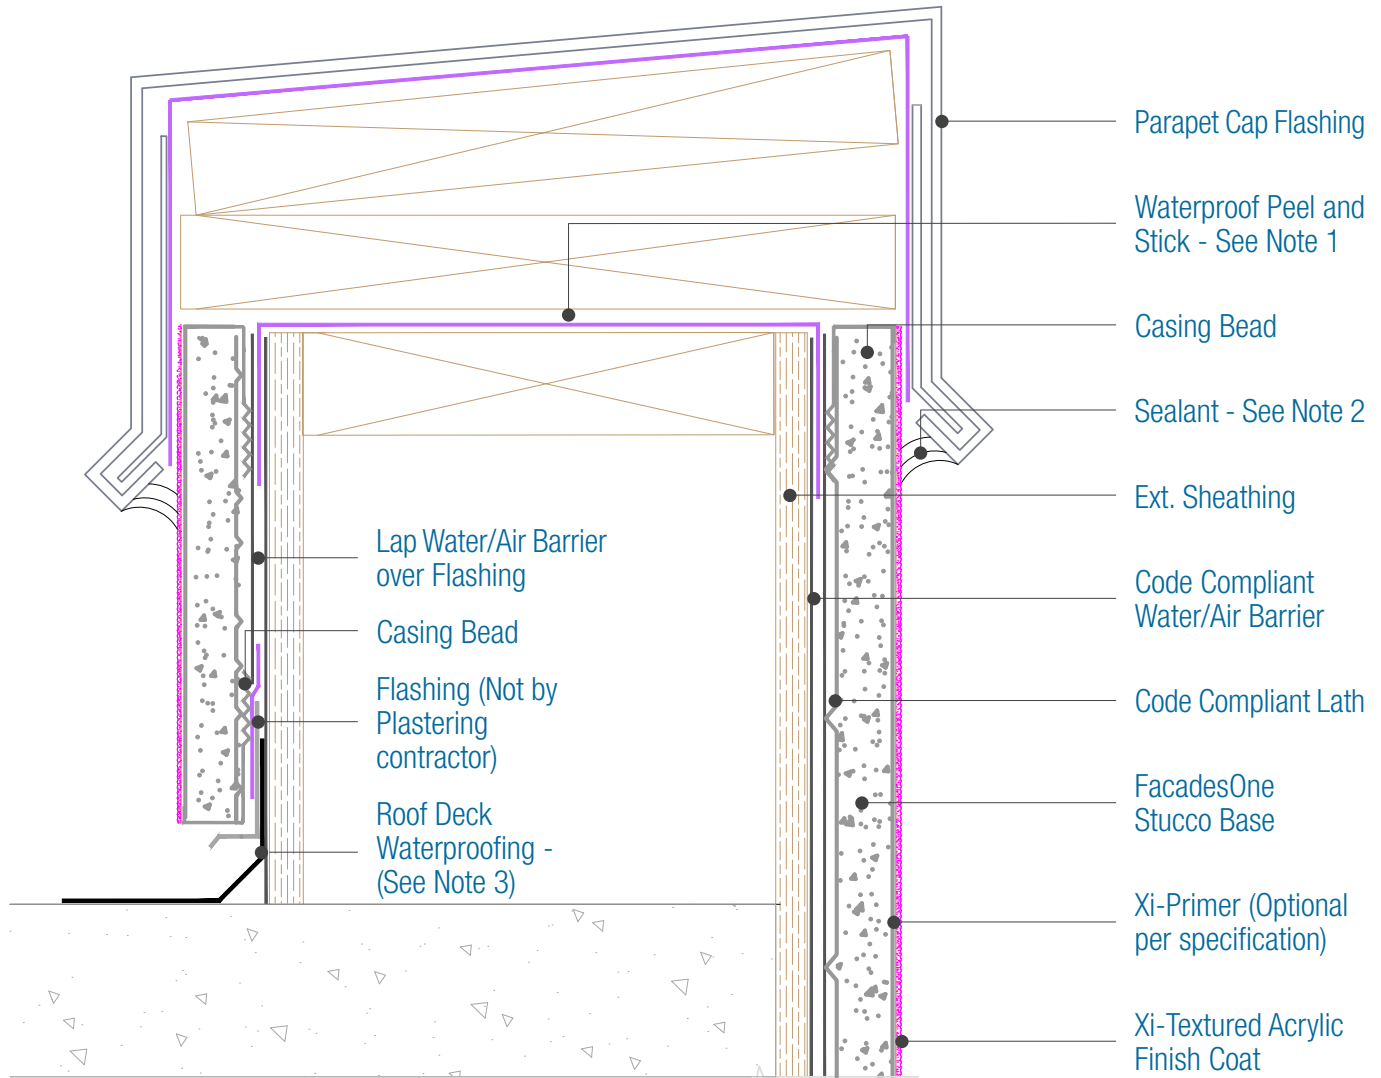 Parapet Cap Flashing
Waterproof Peel and
Stick - See Note 1
Casing Bead
Sealant - See Note 2
Ext. Sheathing
Code Compliant
Water/Air Barrier
Code Compliant Lath
FacadesOne
Stucco Base
Xi-Primer (Optional
per specification)
Xi-Textured Acrylic
Finish Coat
Lap Water/Air Barrier
over Flashing
Casing Bead
Flashing (Not by
Plastering
contractor)
Roof Deck
Waterproofing -
(See Note 3)